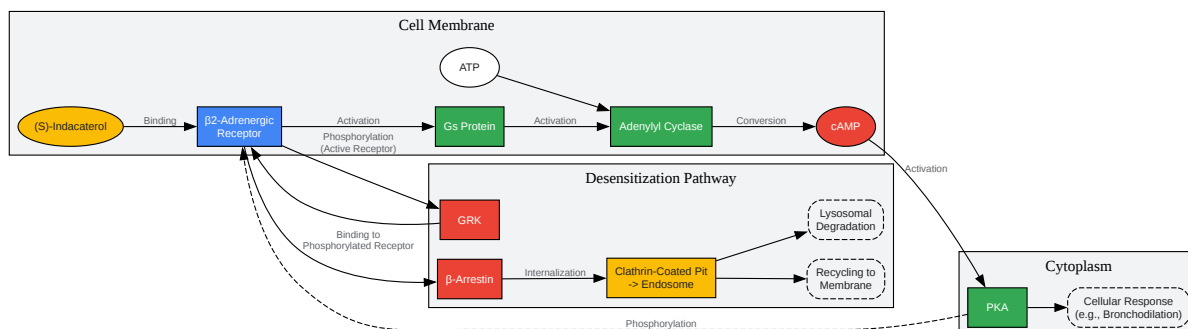 Cell Membrane
ATP
(S)-Indacaterol
Binding
β2-Adrenergic
Receptor
Activation
Gs Protein
Activation
Adenylyl Cyclase
Conversion
cAMP
Phosphorylation
(Active Receptor)
Activation
Desensitization Pathway
GRK
Lysosomal
Degradation
Binding to
Phosphorylated Receptor
β-Arrestin
Internalization
Clathrin-Coated Pit
-> Endosome
Recycling to
Membrane
Cytoplasm
PKA
Cellular Response
(e.g., Bronchodilation)
Phosphorylation